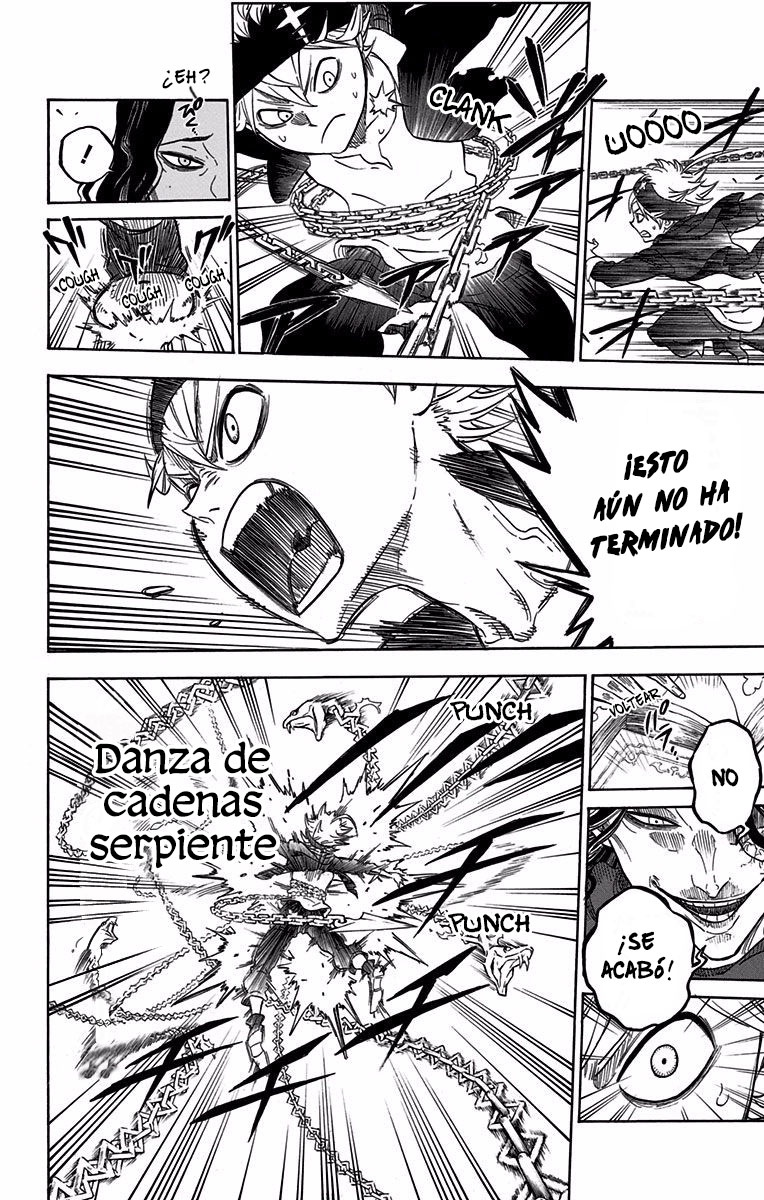 UOÓOO
CLANK
¿EH?
!
COUGH
COUGH
COUGH
¡ESTO
AÚN NO HA
TERMINADO!
VOLTEAR
NO
¡SE
ACABÓ!
PUNCH
Danza de
cadenas
serpiente
PUNCH